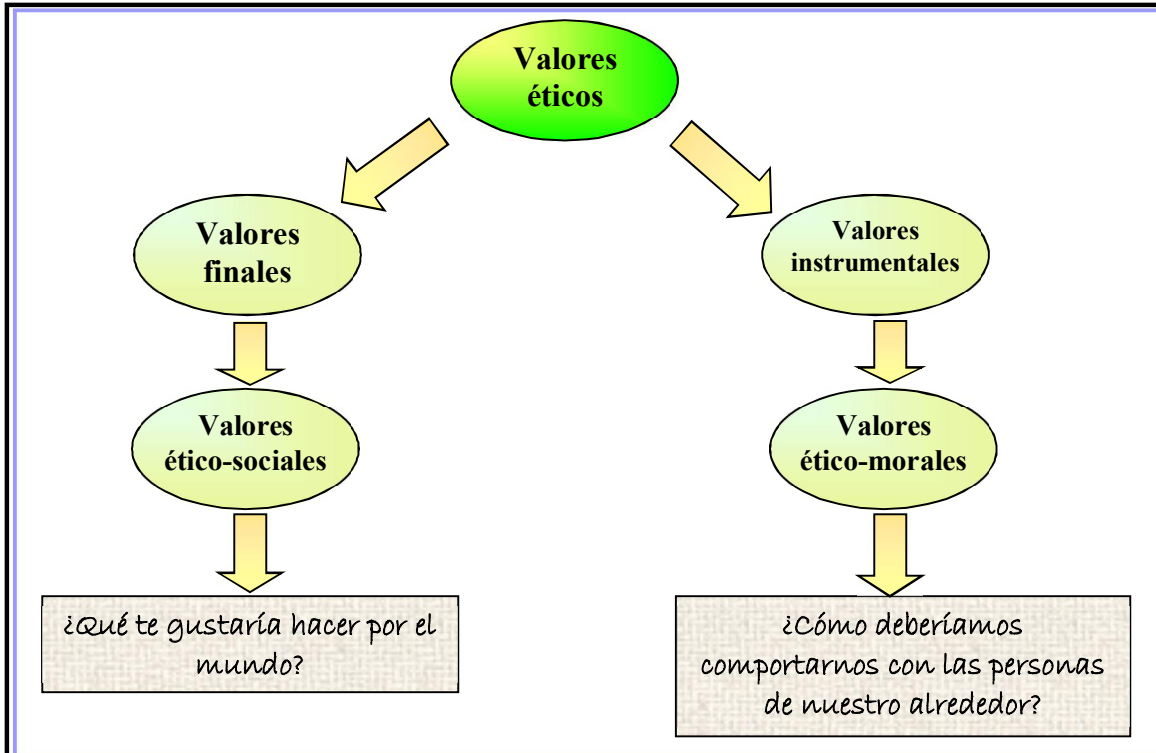 Valores
éticos
Valores
finales
Valores
instrumentales
Valores
ético-sociales
Valores
ético-morales
¿Qué te gustaría hacer por el
mundo?
¿Cómo deberíamos
comportarnos con las personas
de nuestro alrededor?